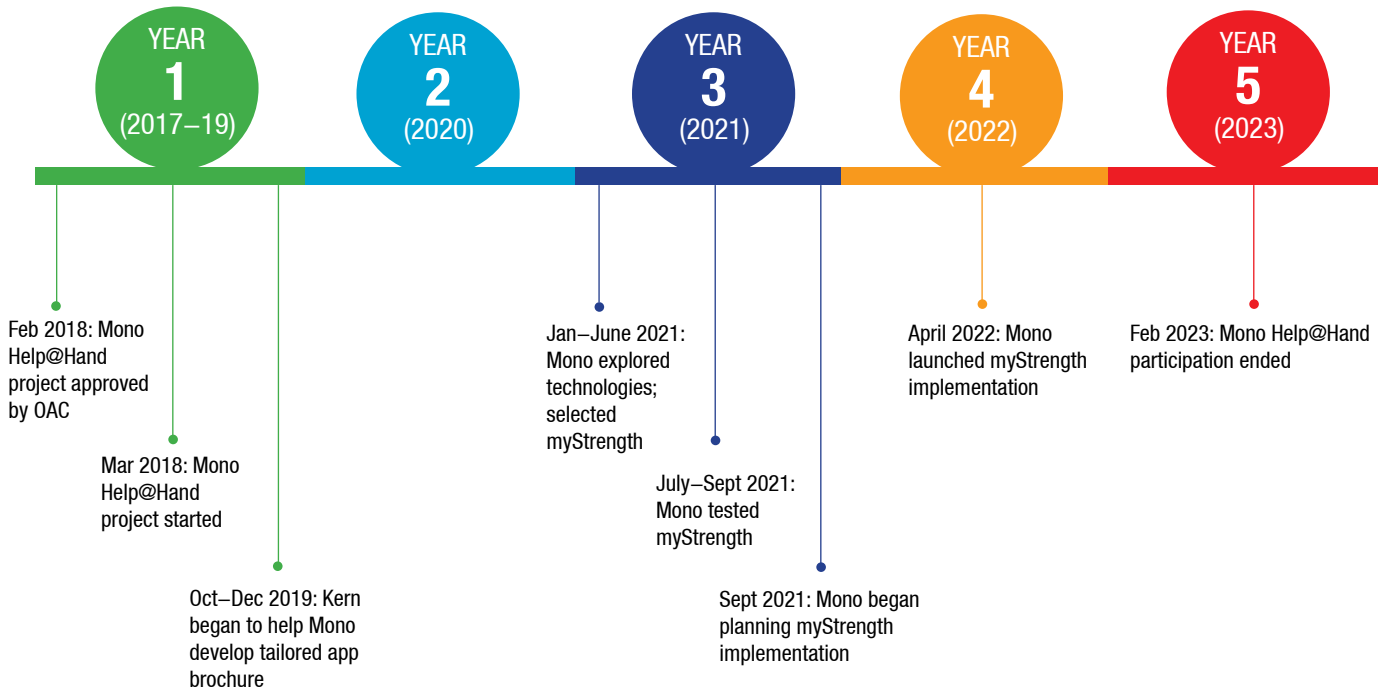 YEAR
1
(2017–19)
YEAR
2
(2020)
YEAR
3
(2021)
YEAR
4
(2022)
YEAR
5
(2023)
Feb 2018: Mono
Help@Hand
project approved
by OAC
Mar 2018: Mono
Help@Hand
project started
Oct–Dec 2019: Kern
began to help Mono
develop tailored app
brochure
Jan–June 2021:
Mono explored
technologies;
selected
myStrength
July–Sept 2021:
Mono tested
myStrength
Sept 2021: Mono began
planning myStrength
implementation
April 2022: Mono
launched myStrength
implementation
Feb 2023: Mono Help@Hand
participation ended